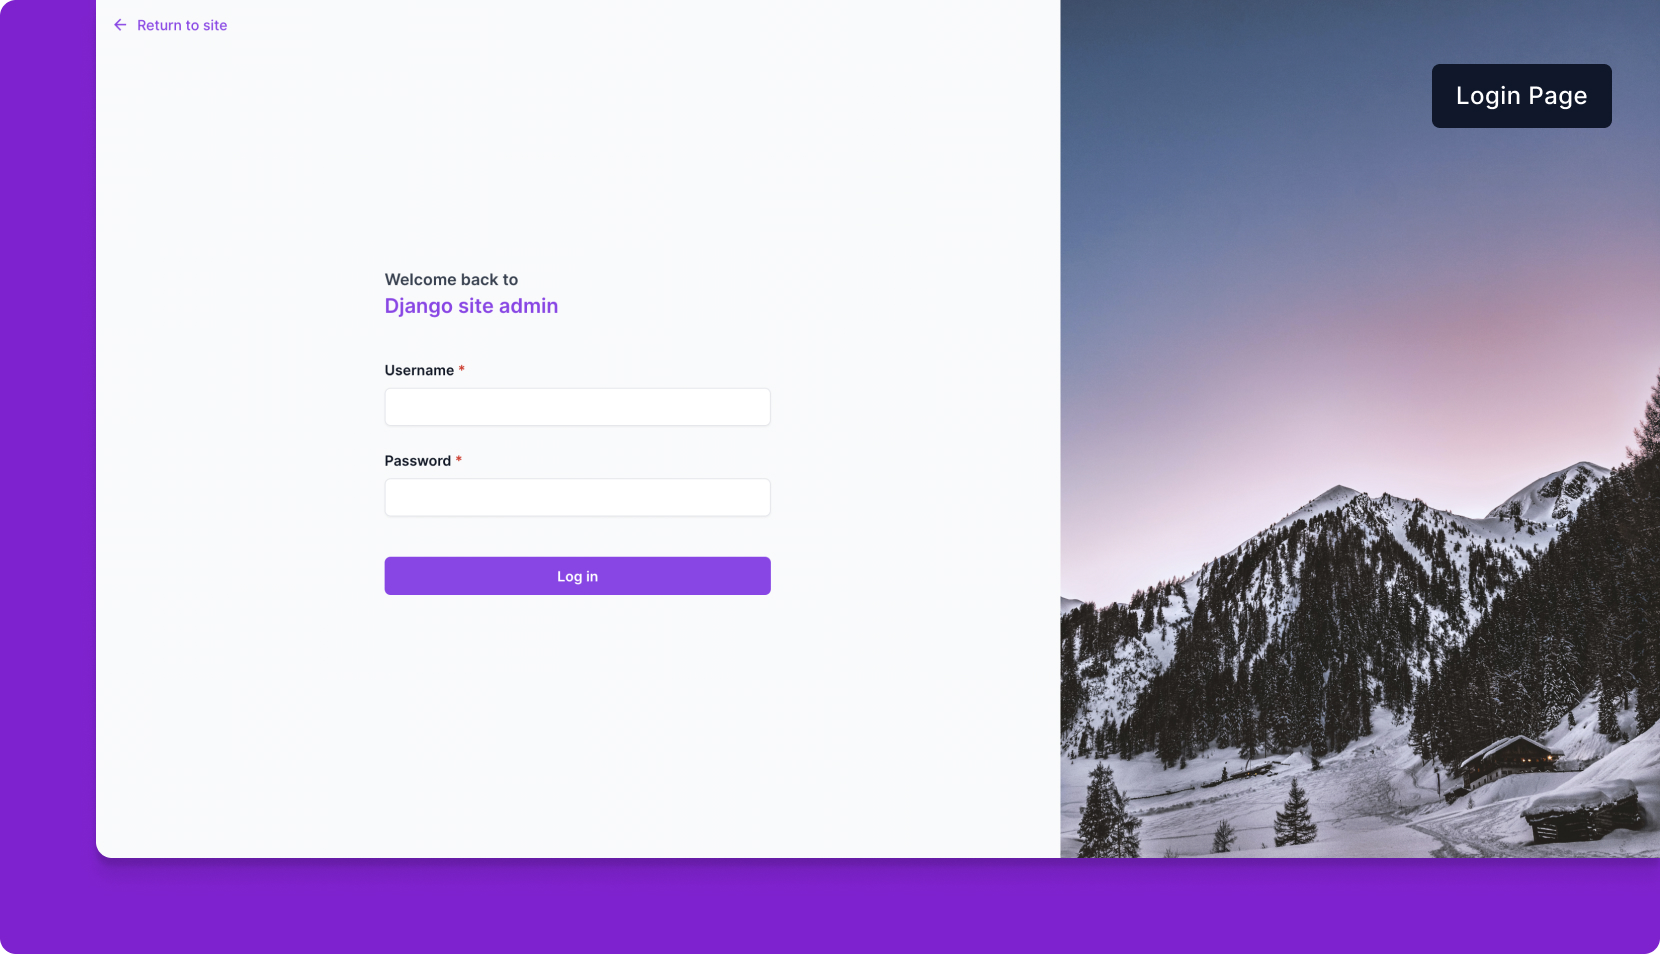 Return to site
Login Page
Welcome back to
Django site admin
Username *
Password *
Log in